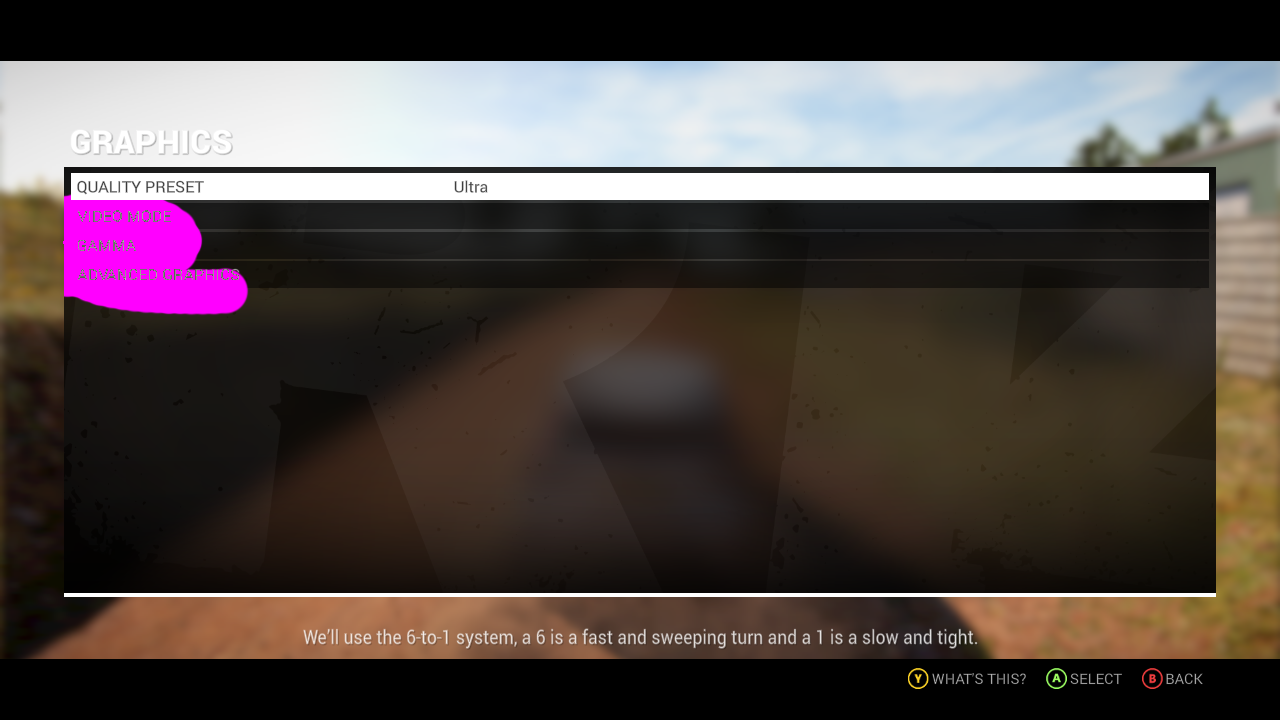 GRAPHICS
QUALITY PRESET Ultra
VIDEO MODE
GAMMA
ADVANCED GRAPHICS
We'll use the 6-to-1 system, a 6 is a fast and sweeping turn and a 1 is a slow and tight.
Y WHAT'S THIS? A SELECT B BACK